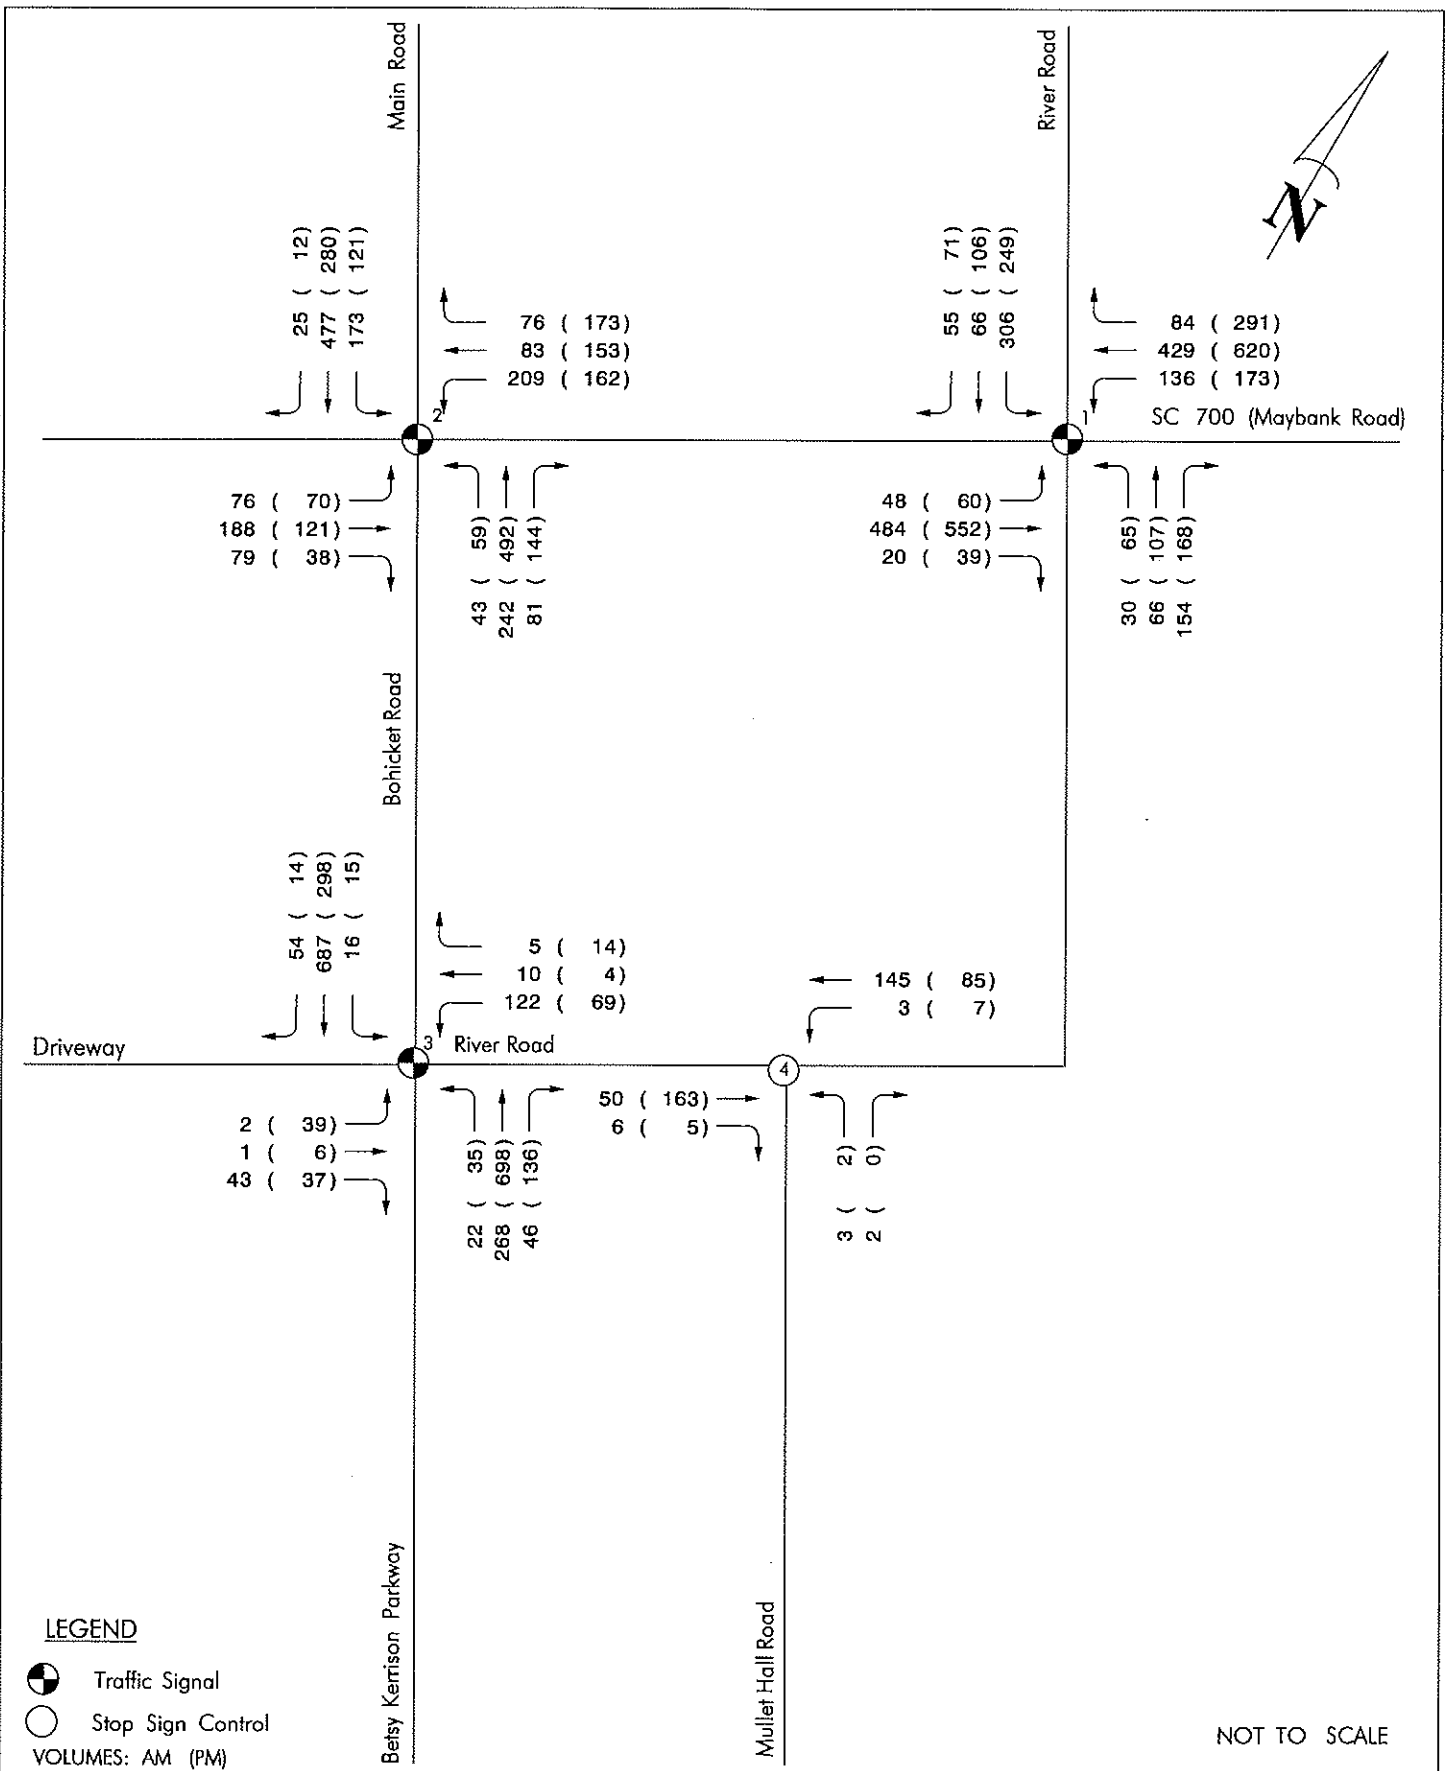 Main Road
River Road
N
25 ( 12)
477 ( 280)
173 ( 121)
76 ( 173)
83 ( 153)
209 ( 162)
55 ( 71)
66 ( 106)
306 ( 249)
84 ( 291)
429 ( 620)
136 ( 173)
2
1
SC 700 (Maybank Road)
76 ( 70)
188 ( 121)
79 ( 38)
43 ( 59)
242 ( 492)
81 ( 144)
48 ( 60)
484 ( 552)
20 ( 39)
30 ( 65)
66 ( 107)
154 ( 168)
Bohicket Road
54 ( 14)
687 ( 298)
16 ( 15)
5 ( 14)
10 ( 4)
122 ( 69)
145 ( 85)
3 ( 7)
Driveway
3
River Road
4
2 ( 39)
1 ( 6)
43 ( 37)
22 ( 35)
268 ( 698)
46 ( 136)
50 ( 163)
6 ( 5)
3 ( 2)
2 ( 0)
Betsy Kerrison Parkway
Mullet Hall Road
LEGEND
Traffic Signal
Stop Sign Control
VOLUMES: AM (PM)
NOT TO SCALE